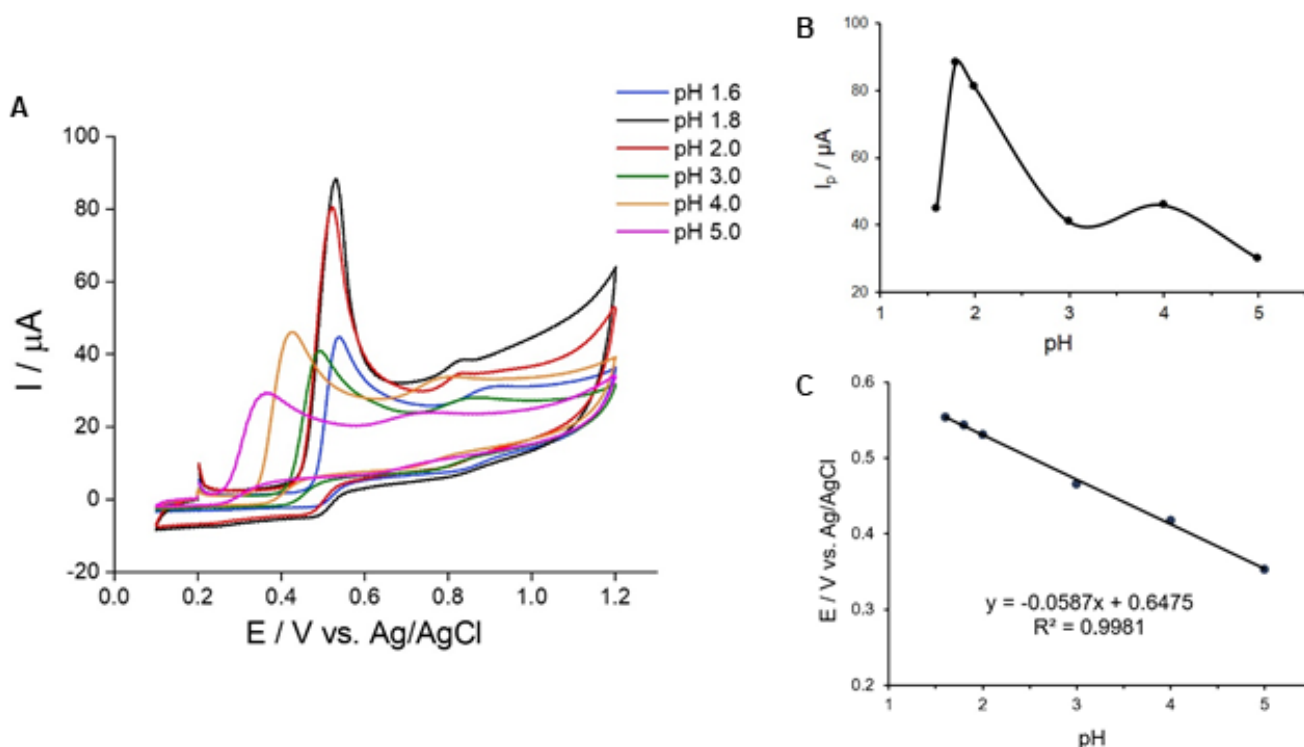 A
pH 1.6
pH 1.8
pH 2.0
pH 3.0
pH 4.0
pH 5.0
100
80
60
40
20
0
-20
I / μA
0.0 0.2 0.4 0.6 0.8 1.0 1.2
E / V vs. Ag/AgCl
B
100
80
60
40
20
Ip / μA
1 2 3 4 5
pH
C
0.6
0.5
0.4
0.3
0.2
E / V vs. Ag/AgCl
y = -0.0587x + 0.6475
R² = 0.9981
1 2 3 4 5
pH